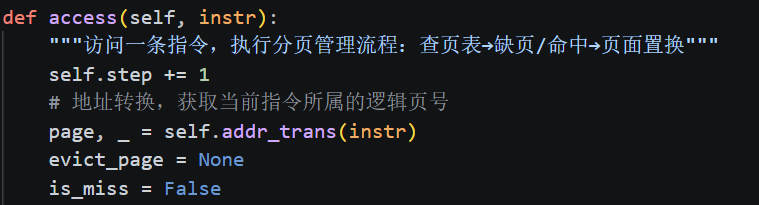 def access(self, instr):
"""访问一条指令，执行分页管理流程：查页表→缺页/命中→页面置换"""
self.step += 1
# 地址转换，获取当前指令所属的逻辑页号
page, _ = self.addr_trans(instr)
evict_page = None
is_miss = False